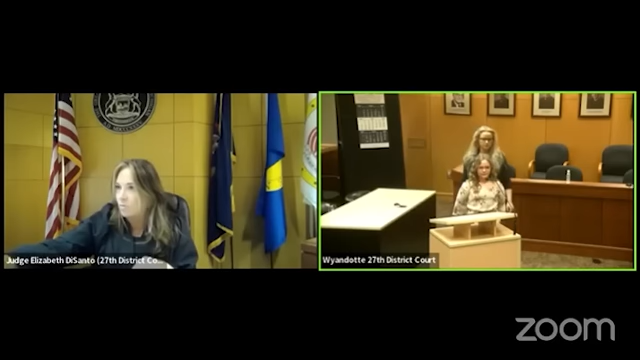 Judge Elizabeth DiSanto (27th District Co...
Wyandotte 27th District Court
zoom